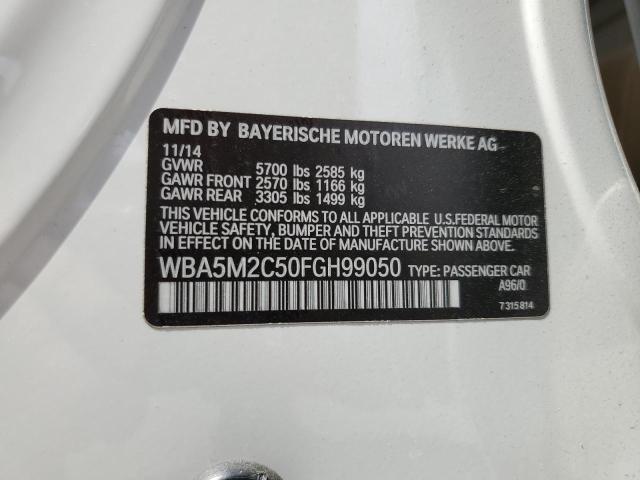 MFD BY BAYERISCHE MOTOREN WERKE AG
11/14
GVWR 5700 lbs 2585 kg
GAWR FRONT 2570 lbs 1166 kg
GAWR REAR 3305 lbs 1499 kg
THIS VEHICLE CONFORMS TO ALL APPLICABLE U.S.FEDERAL MOTOR
VEHICLE SAFETY, BUMPER AND THEFT PREVENTION STANDARDS
IN EFFECT ON THE DATE OF MANUFACTURE SHOWN ABOVE.
WBA5M2C50FGH99050 TYPE: PASSENGER CAR
A96/0
7315814